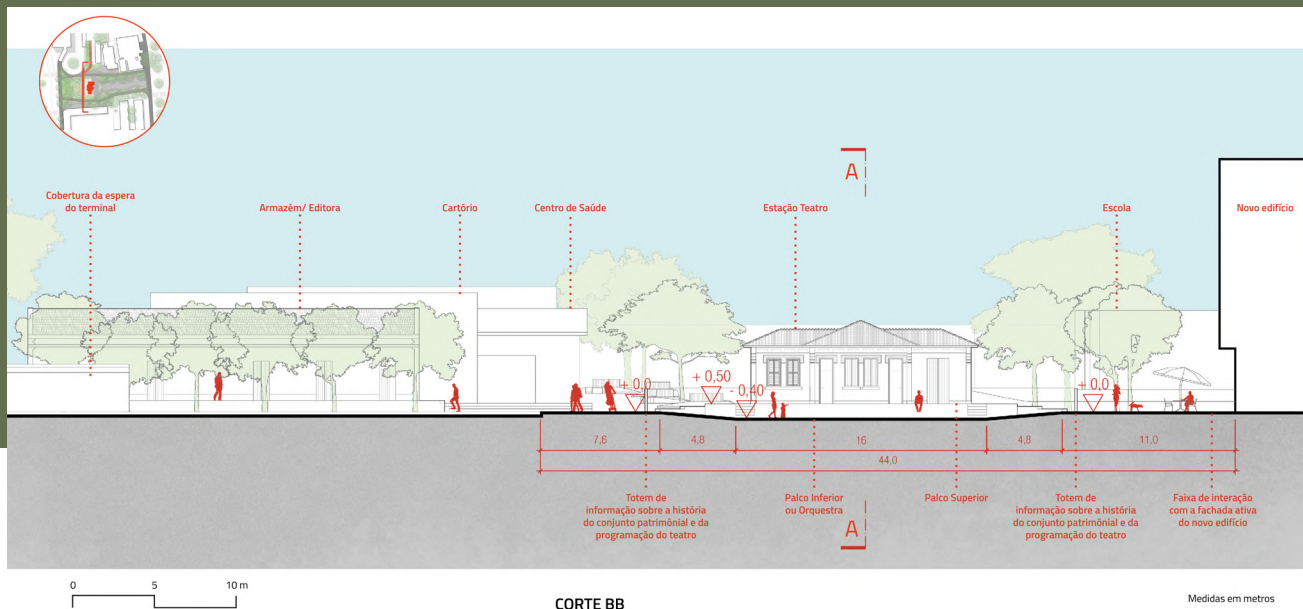 A
Cobertura da espera
do terminal
Armazém/ Editora
Cartório
Centro de Saúde
Estação Teatro
Escola
Novo edifício
+ 0,0
+ 0,50
- 0,40
+ 0,0
7,8
4,8
16
4,8
11,0
44,0
Totem de
informação sobre a história
do conjunto patrimônial e da
programação do teatro
Palco Inferior
ou Orquestra
Palco Superior
Totem de
informação sobre a história
do conjunto patrimônial e da
programação do teatro
Faixa de interação
com a fachada ativa
do novo edifício
A
0
5
10 m
CORTE BB
Medidas em metros